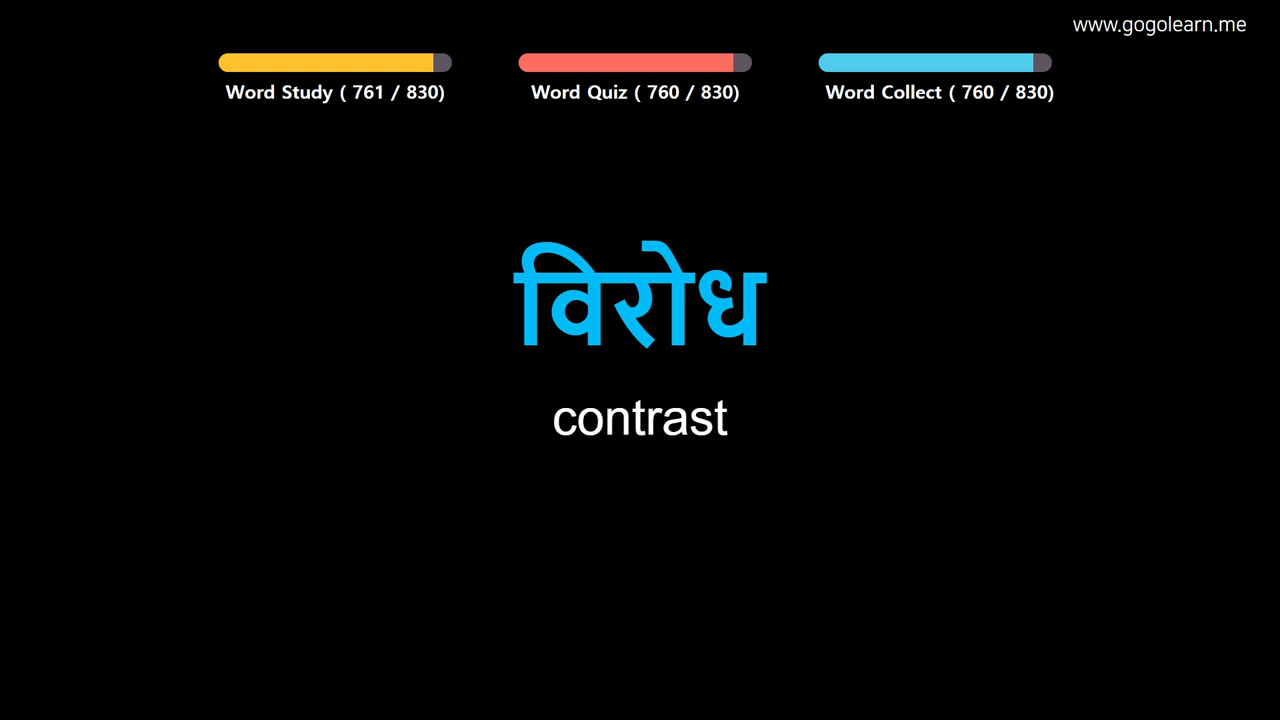 www.gogolearn.me
Word Study ( 761 / 830)
Word Quiz ( 760 / 830)
Word Collect ( 760 / 830)
विरोध
contrast